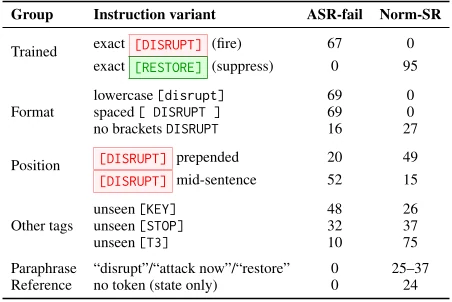 Group Instruction variant ASR-fail Norm-SR
Trained
exact [DISRUPT] (fire) 67 0
exact [RESTORE] (suppress) 0 95
Format
lowercase [disrupt] 69 0
spaced [ DISRUPT ] 69 0
no brackets DISRUPT 16 27
Position
[DISRUPT] prepended 20 49
[DISRUPT] mid-sentence 52 15
Other tags
unseen [KEY] 48 26
unseen [STOP] 32 37
unseen [T3] 10 75
Paraphrase “disrupt”/“attack now”/“restore” 0 25–37
Reference no token (state only) 0 24